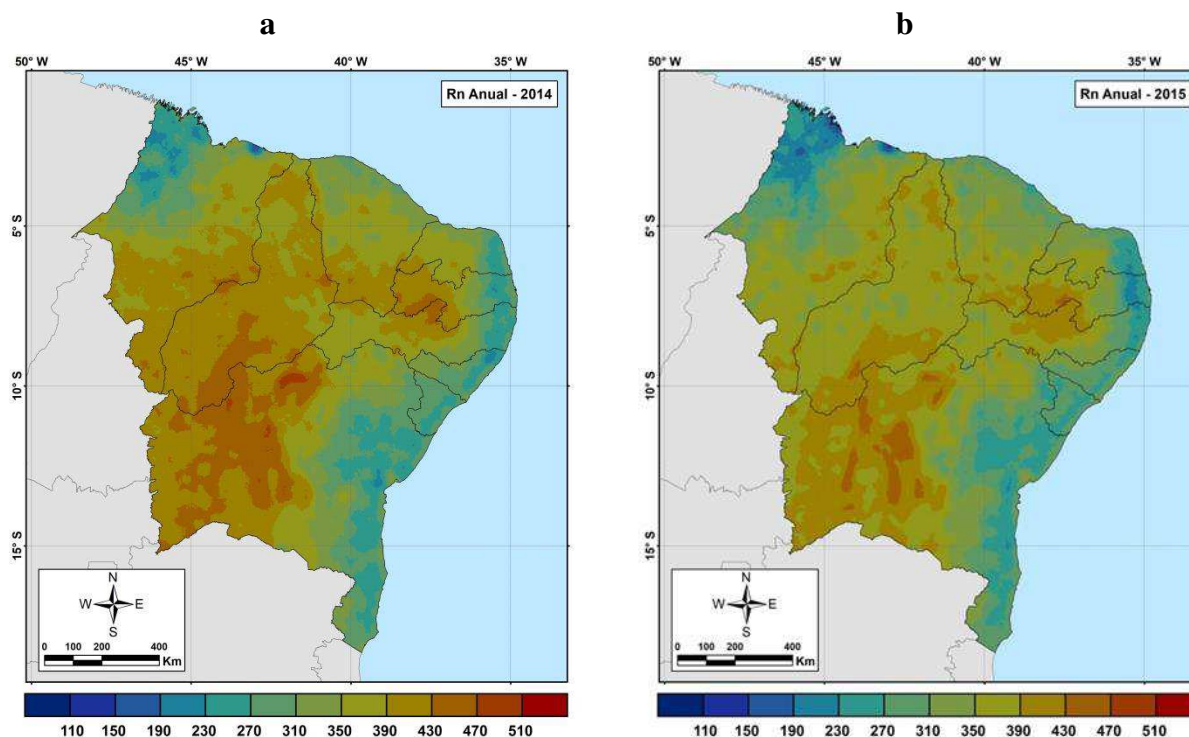 a
50° W 45° W 40° W 35° W
Rn Anual - 2014
5° S
10° S
15° S
N
W E
S
0 100 200 400
Km
110 150 190 230 270 310 350 390 430 470 510
b
50° W 45° W 40° W 35° W
Rn Anual - 2015
5° S
10° S
15° S
N
W E
S
0 100 200 400
Km
110 150 190 230 270 310 350 390 430 470 510